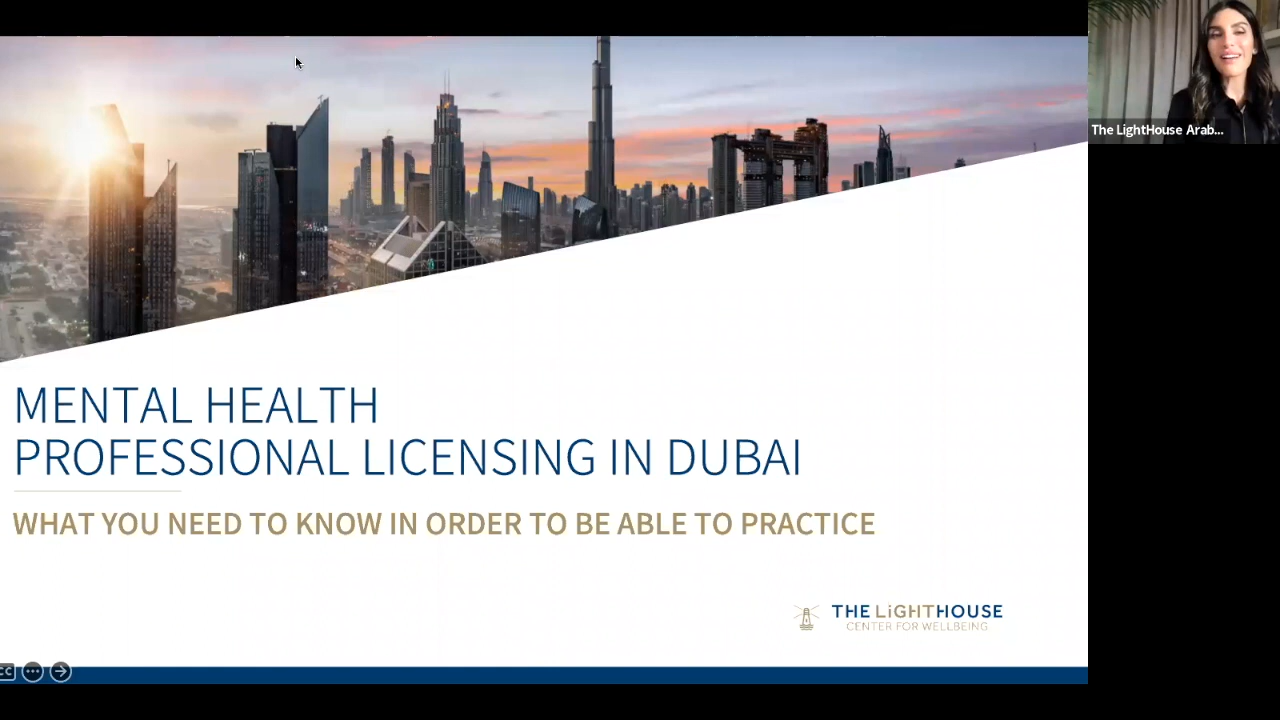 The LightHouse Arab...
MENTAL HEALTH
PROFESSIONAL LICENSING IN DUBAI
WHAT YOU NEED TO KNOW IN ORDER TO BE ABLE TO PRACTICE
THE LiGHTHOUSE
CENTER FOR WELLBEING
CC